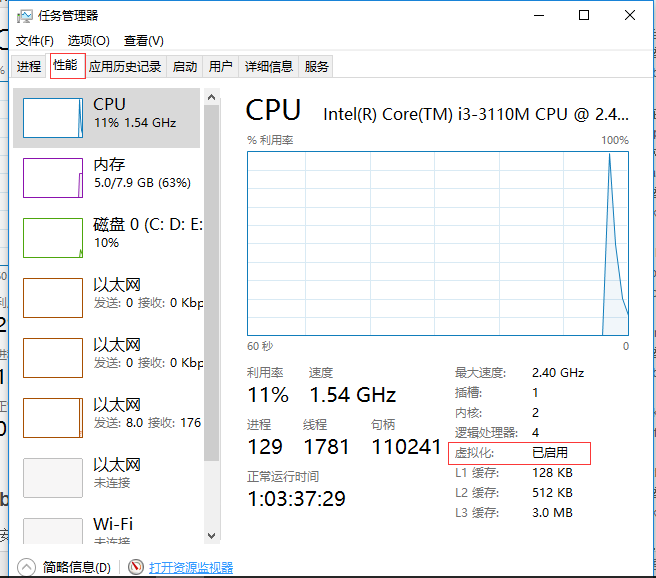 任务管理器
文件(F) 选项(O) 查看(V)
进程 性能 应用历史记录 启动 用户 详细信息 服务
CPU
11% 1.54 GHz
内存
5.0/7.9 GB (63%)
磁盘 0 (C: D: E:
10%
以太网
发送: 0 接收: 0 Kbp
以太网
发送: 0 接收: 0 Kbp
以太网
发送: 8.0 接收: 176
以太网
未连接
Wi-Fi
未连接
CPU Intel(R) Core(TM) i3-3110M CPU @ 2.4...
% 利用率 100%
60 秒 0
利用率 速度
11% 1.54 GHz
进程 线程 句柄
129 1781 110241
正常运行时间
1:03:37:29
最大速度: 2.40 GHz
插槽: 1
内核: 2
逻辑处理器: 4
虚拟化: 已启用
L1 缓存: 128 KB
L2 缓存: 512 KB
L3 缓存: 3.0 MB
简略信息(D) 打开资源监视器